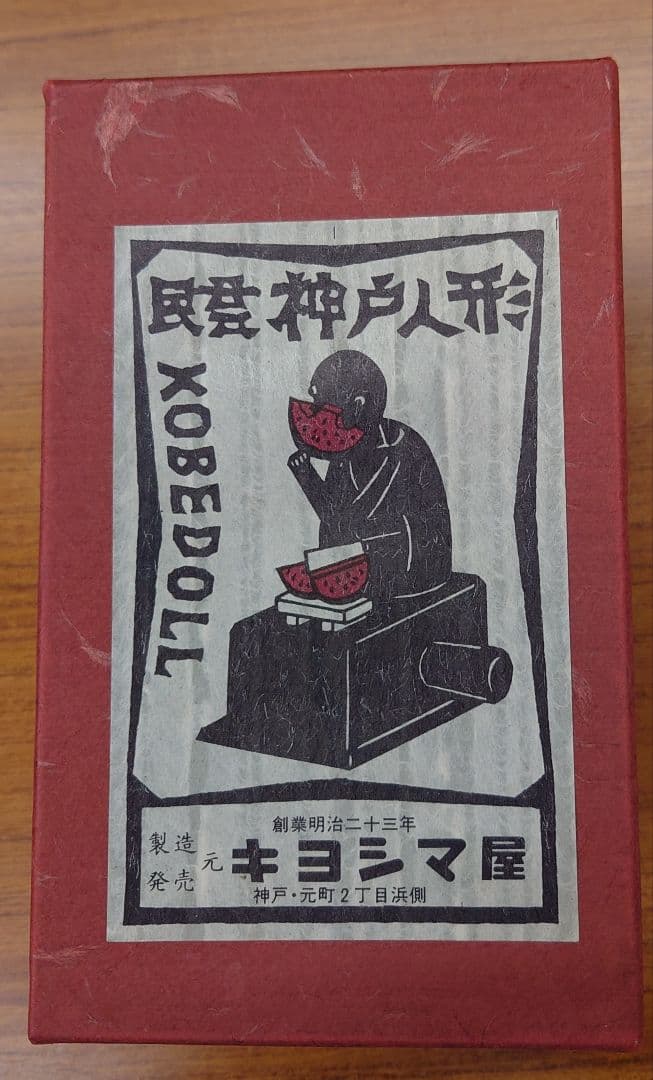 民芸神戸人形
KOBEDOLL
創業明治二十三年
製造
発売
元
キヨシマ屋
神戸・元町2丁目浜側